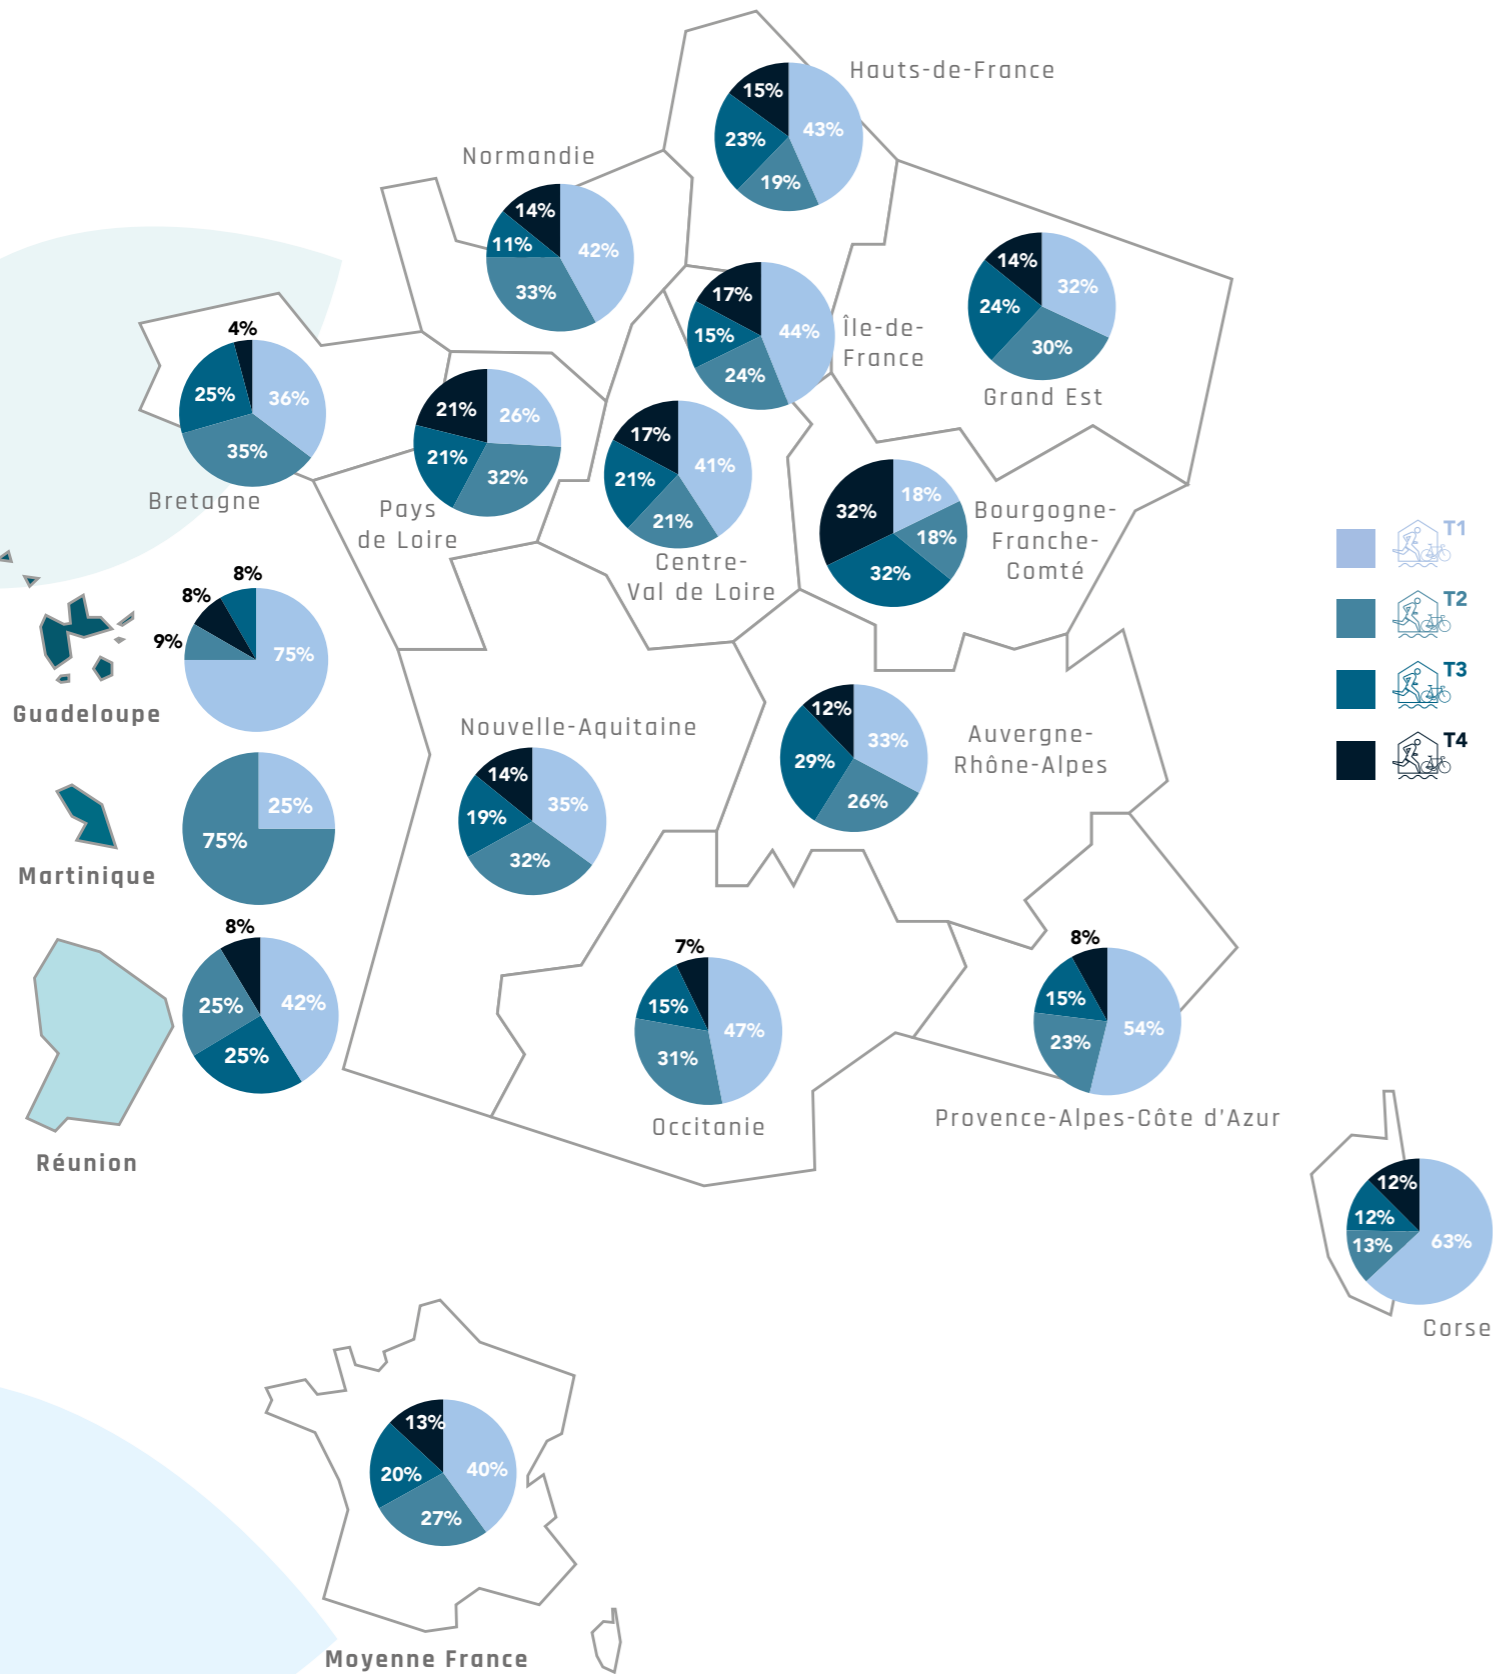 Hauts-de-France
15%
43%
23%
19%
Normandie
14%
42%
11%
33%
17%
44%
15%
24%
Île-de-
France
14%
32%
24%
30%
Grand Est
4%
36%
25%
35%
Bretagne
21%
26%
21%
32%
Pays
de Loire
17%
41%
21%
21%
Centre-
Val de Loire
32%
18%
18%
32%
Bourgogne-
Franche-
Comté
T1
T2
T3
T4
8%
8%
9%
75%
Guadeloupe
25%
75%
Martinique
8%
42%
25%
25%
Réunion
Nouvelle-Aquitaine
14%
35%
19%
32%
12%
33%
29%
26%
Auvergne-
Rhône-Alpes
7%
47%
15%
31%
Occitanie
8%
54%
15%
23%
Provence-Alpes-Côte d'Azur
12%
12%
13%
63%
Corse
13%
40%
20%
27%
Moyenne France